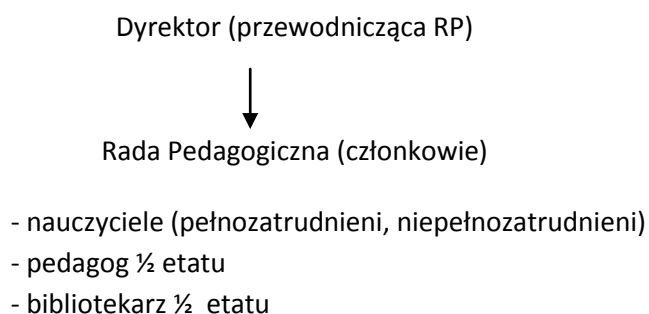 Dyrektor (przewodnicząca RP)
Rada Pedagogiczna (członkowie)
- nauczyciele (pełnozatrudnieni, niepełnozatrudnieni)
- pedagog ½ etatu
- bibliotekarz ½ etatu